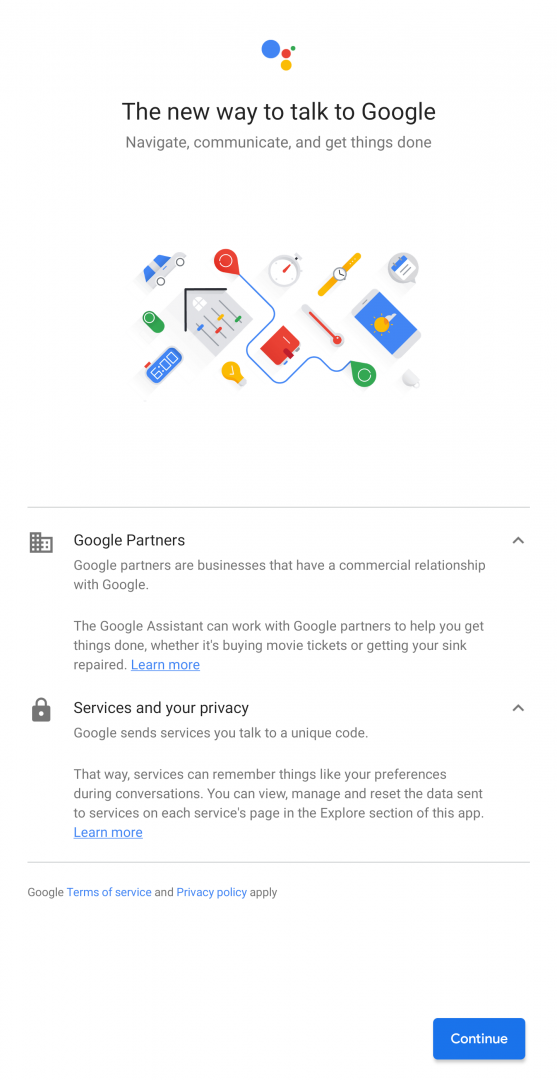 The new way to talk to Google
Navigate, communicate, and get things done
6:00
Google Partners
Google partners are businesses that have a commercial relationship
with Google.
The Google Assistant can work with Google partners to help you get
things done, whether it's buying movie tickets or getting your sink
repaired. Learn more
Services and your privacy
Google sends services you talk to a unique code.
That way, services can remember things like your preferences
during conversations. You can view, manage and reset the data sent
to services on each service's page in the Explore section of this app.
Learn more
Google Terms of service and Privacy policy apply
Continue